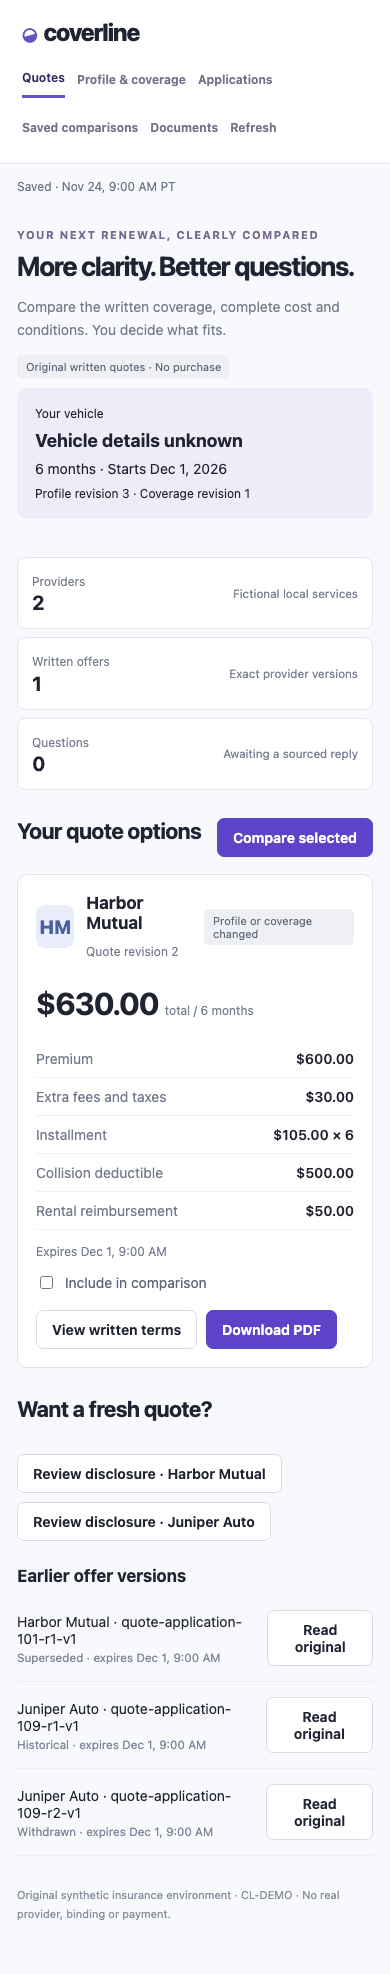 coverline
Quotes Profile & coverage Applications
Saved comparisons Documents Refresh
Saved · Nov 24, 9:00 AM PT
YOUR NEXT RENEWAL, CLEARLY COMPARED
More clarity. Better questions.
Compare the written coverage, complete cost and
conditions. You decide what fits.
Original written quotes · No purchase
Your vehicle
Vehicle details unknown
6 months · Starts Dec 1, 2026
Profile revision 3 · Coverage revision 1
Providers
2
Fictional local services
Written offers
1
Exact provider versions
Questions
0
Awaiting a sourced reply
Your quote options
Compare selected
HM
Harbor
Mutual
Quote revision 2
Profile or coverage
changed
$630.00 total / 6 months
Premium $600.00
Extra fees and taxes $30.00
Installment $105.00 × 6
Collision deductible $500.00
Rental reimbursement $50.00
Expires Dec 1, 9:00 AM
Include in comparison
View written terms Download PDF
Want a fresh quote?
Review disclosure · Harbor Mutual
Review disclosure · Juniper Auto
Earlier offer versions
Harbor Mutual · quote-application-
101-r1-v1
Superseded · expires Dec 1, 9:00 AM
Read
original
Juniper Auto · quote-application-
109-r1-v1
Historical · expires Dec 1, 9:00 AM
Read
original
Juniper Auto · quote-application-
109-r2-v1
Withdrawn · expires Dec 1, 9:00 AM
Read
original
Original synthetic insurance environment · CL-DEMO · No real
provider, binding or payment.